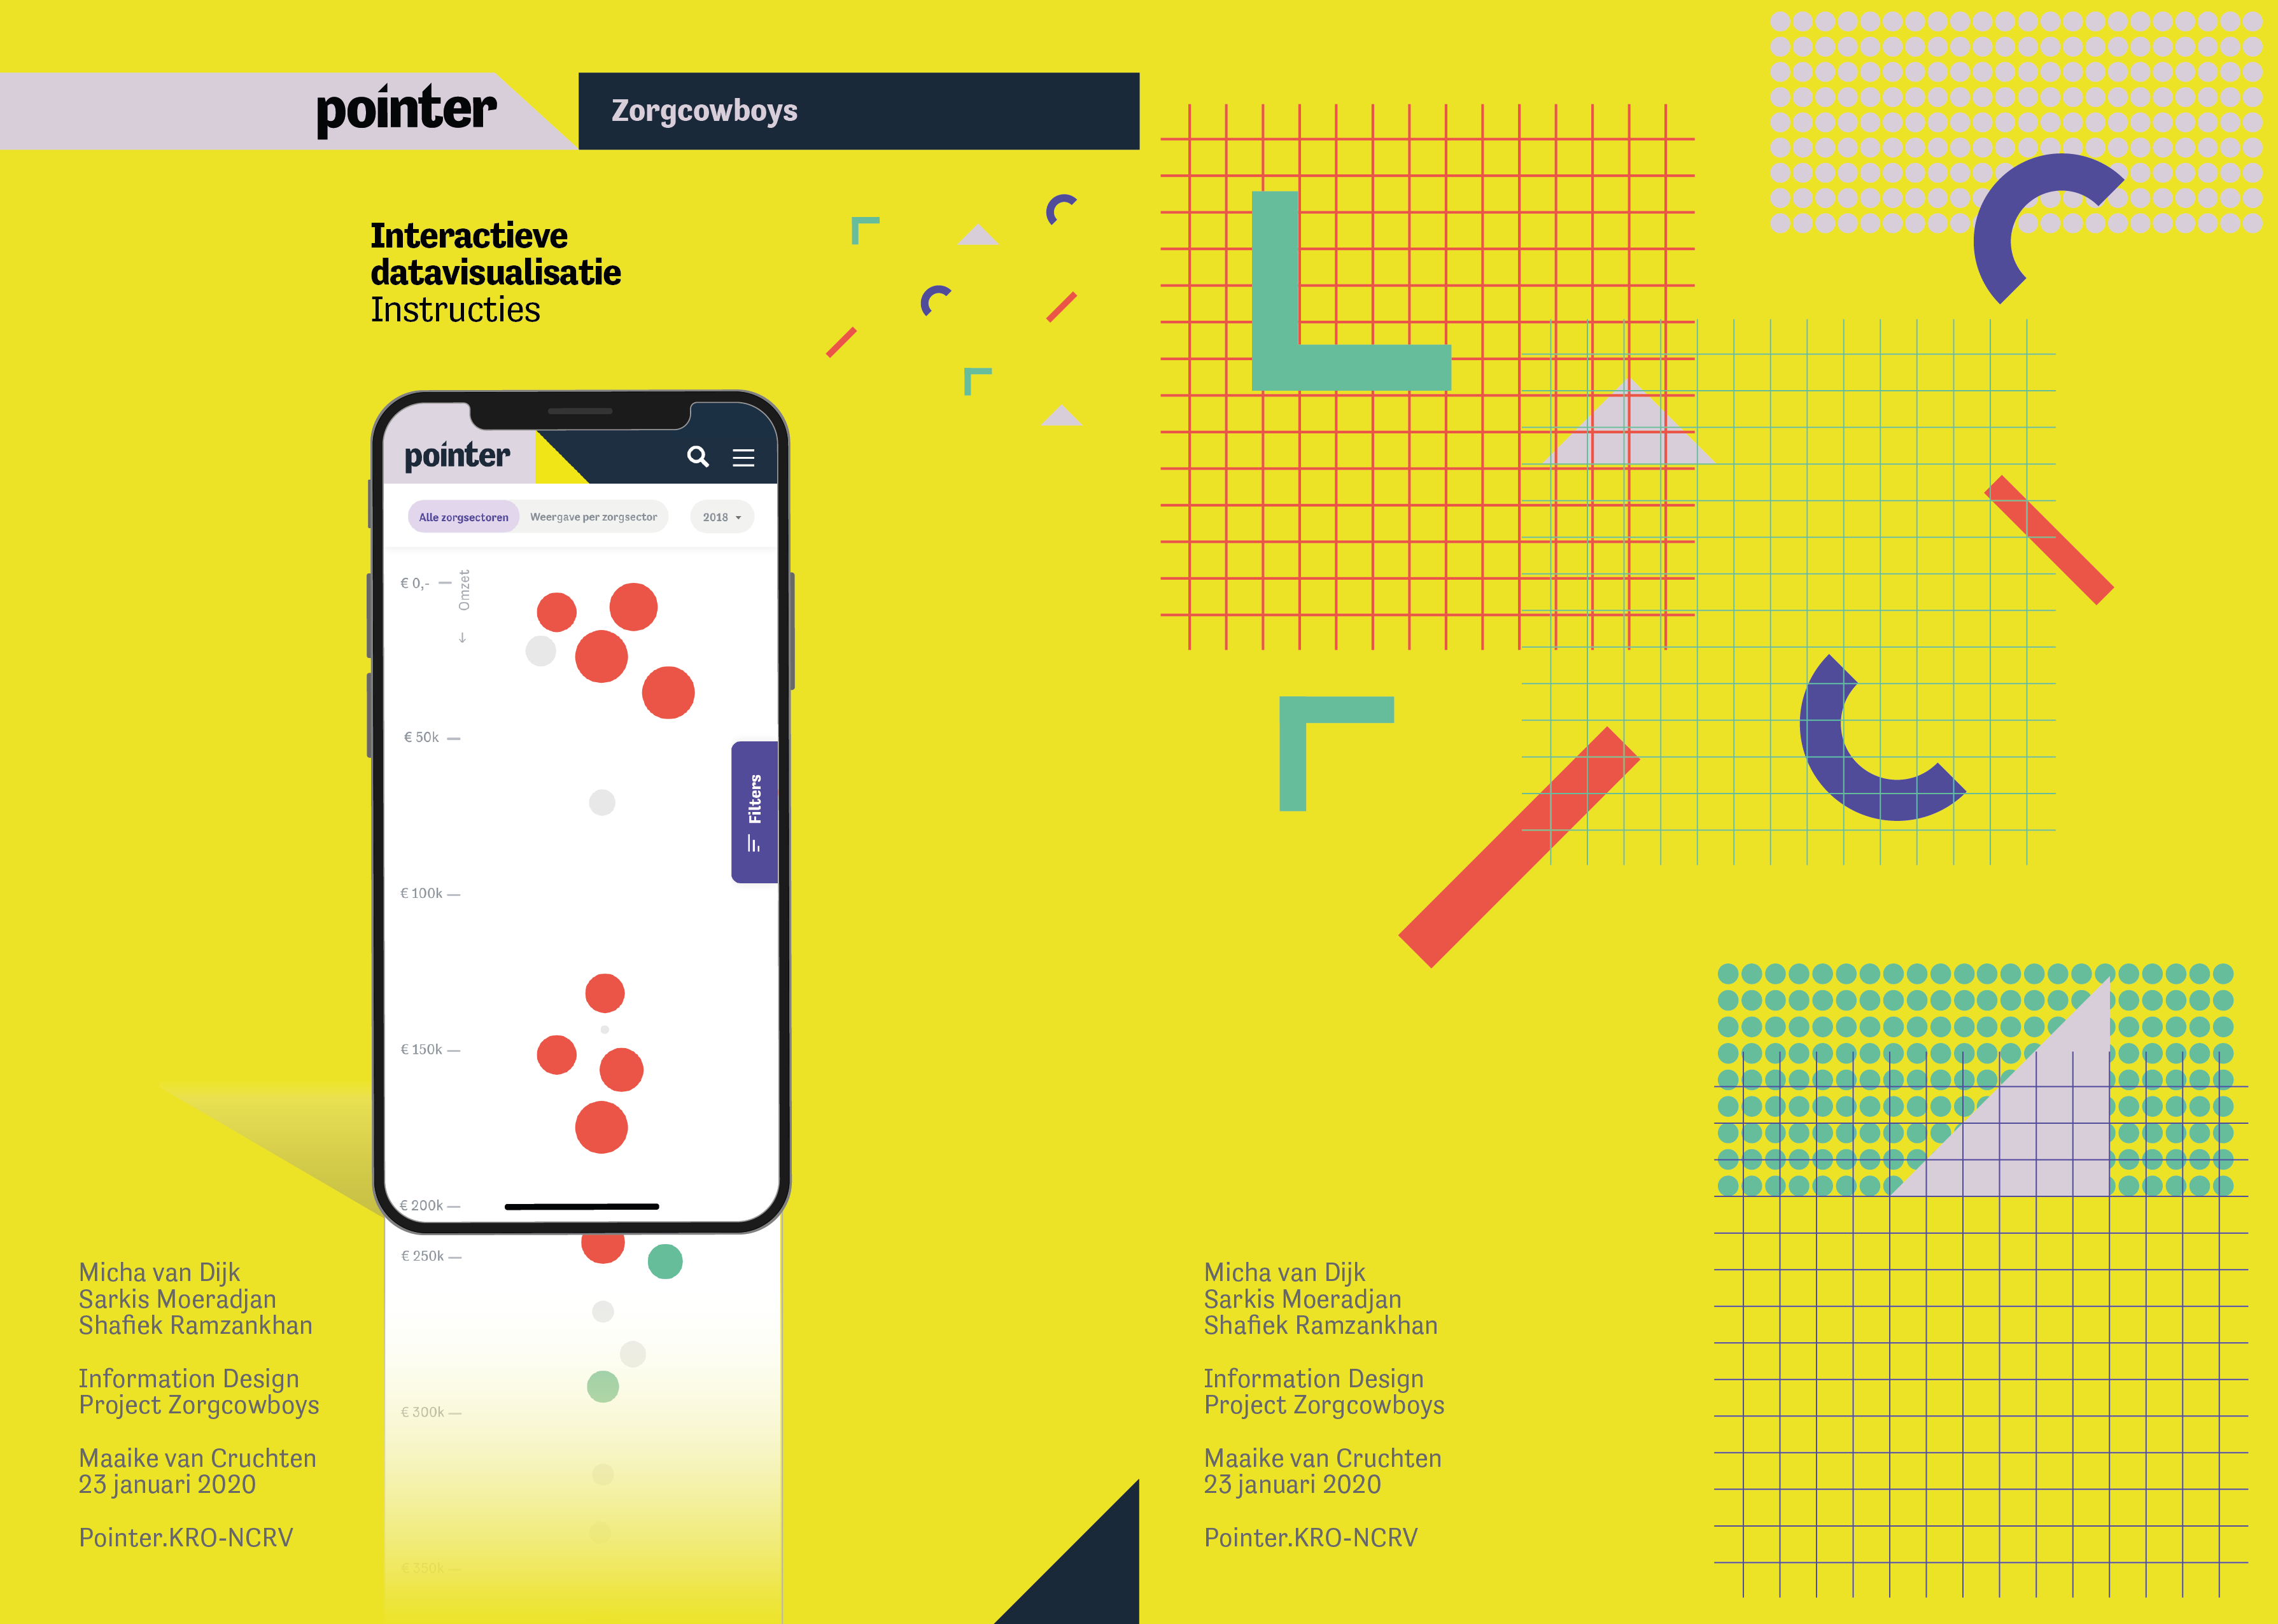 pointer
Zorgcowboys
Interactieve
datavisualisatie
Instructies
pointer
Alle zorgsectoren
Weergave per zorgsector
2018
€ 0,-
Omzet
€ 50k
Filters
€ 100k
€ 150k
€ 200k
€ 250k
€ 300k
€ 350k
Micha van Dijk
Sarkis Moeradjan
Shafiek Ramzankhan
Information Design
Project Zorgcowboys
Maaike van Cruchten
23 januari 2020
Pointer.KRO-NCRV
Micha van Dijk
Sarkis Moeradjan
Shafiek Ramzankhan
Information Design
Project Zorgcowboys
Maaike van Cruchten
23 januari 2020
Pointer.KRO-NCRV